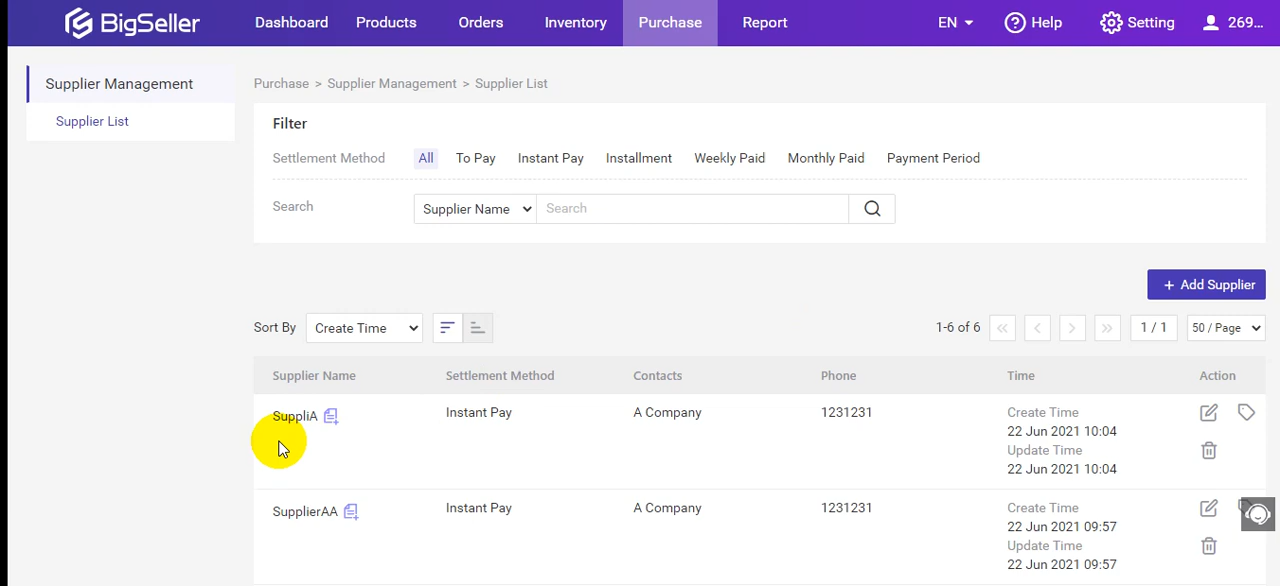 BigSeller Dashboard Products Orders Inventory Purchase Report EN Help Setting 269...
Supplier Management
Supplier List
Purchase > Supplier Management > Supplier List
Filter
Settlement Method All To Pay Instant Pay Installment Weekly Paid Monthly Paid Payment Period
Search Supplier Name Search
+ Add Supplier
Sort By Create Time 1-6 of 6 1 / 1 50 / Page
Supplier Name Settlement Method Contacts Phone Time Action
SuppliA Instant Pay A Company 1231231 Create Time
22 Jun 2021 10:04
Update Time
22 Jun 2021 10:04
SupplierAA Instant Pay A Company 1231231 Create Time
22 Jun 2021 09:57
Update Time
22 Jun 2021 09:57